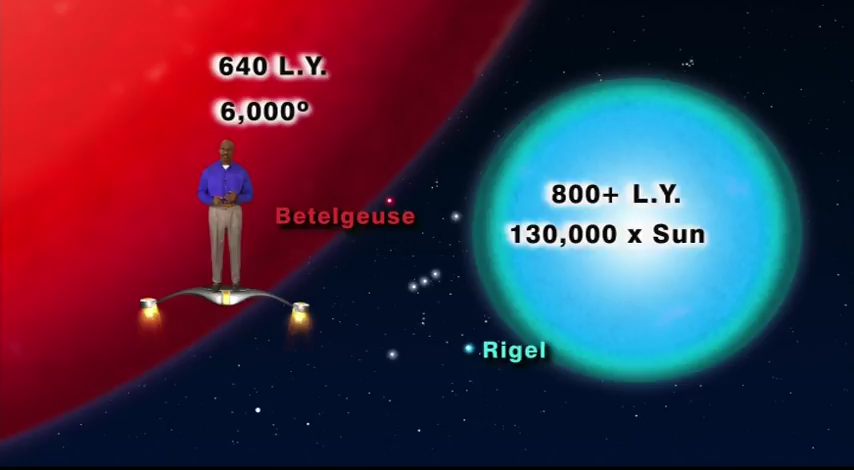 640 L.Y.
6,000º
Betelgeuse
800+ L.Y.
130,000 x Sun
Rigel